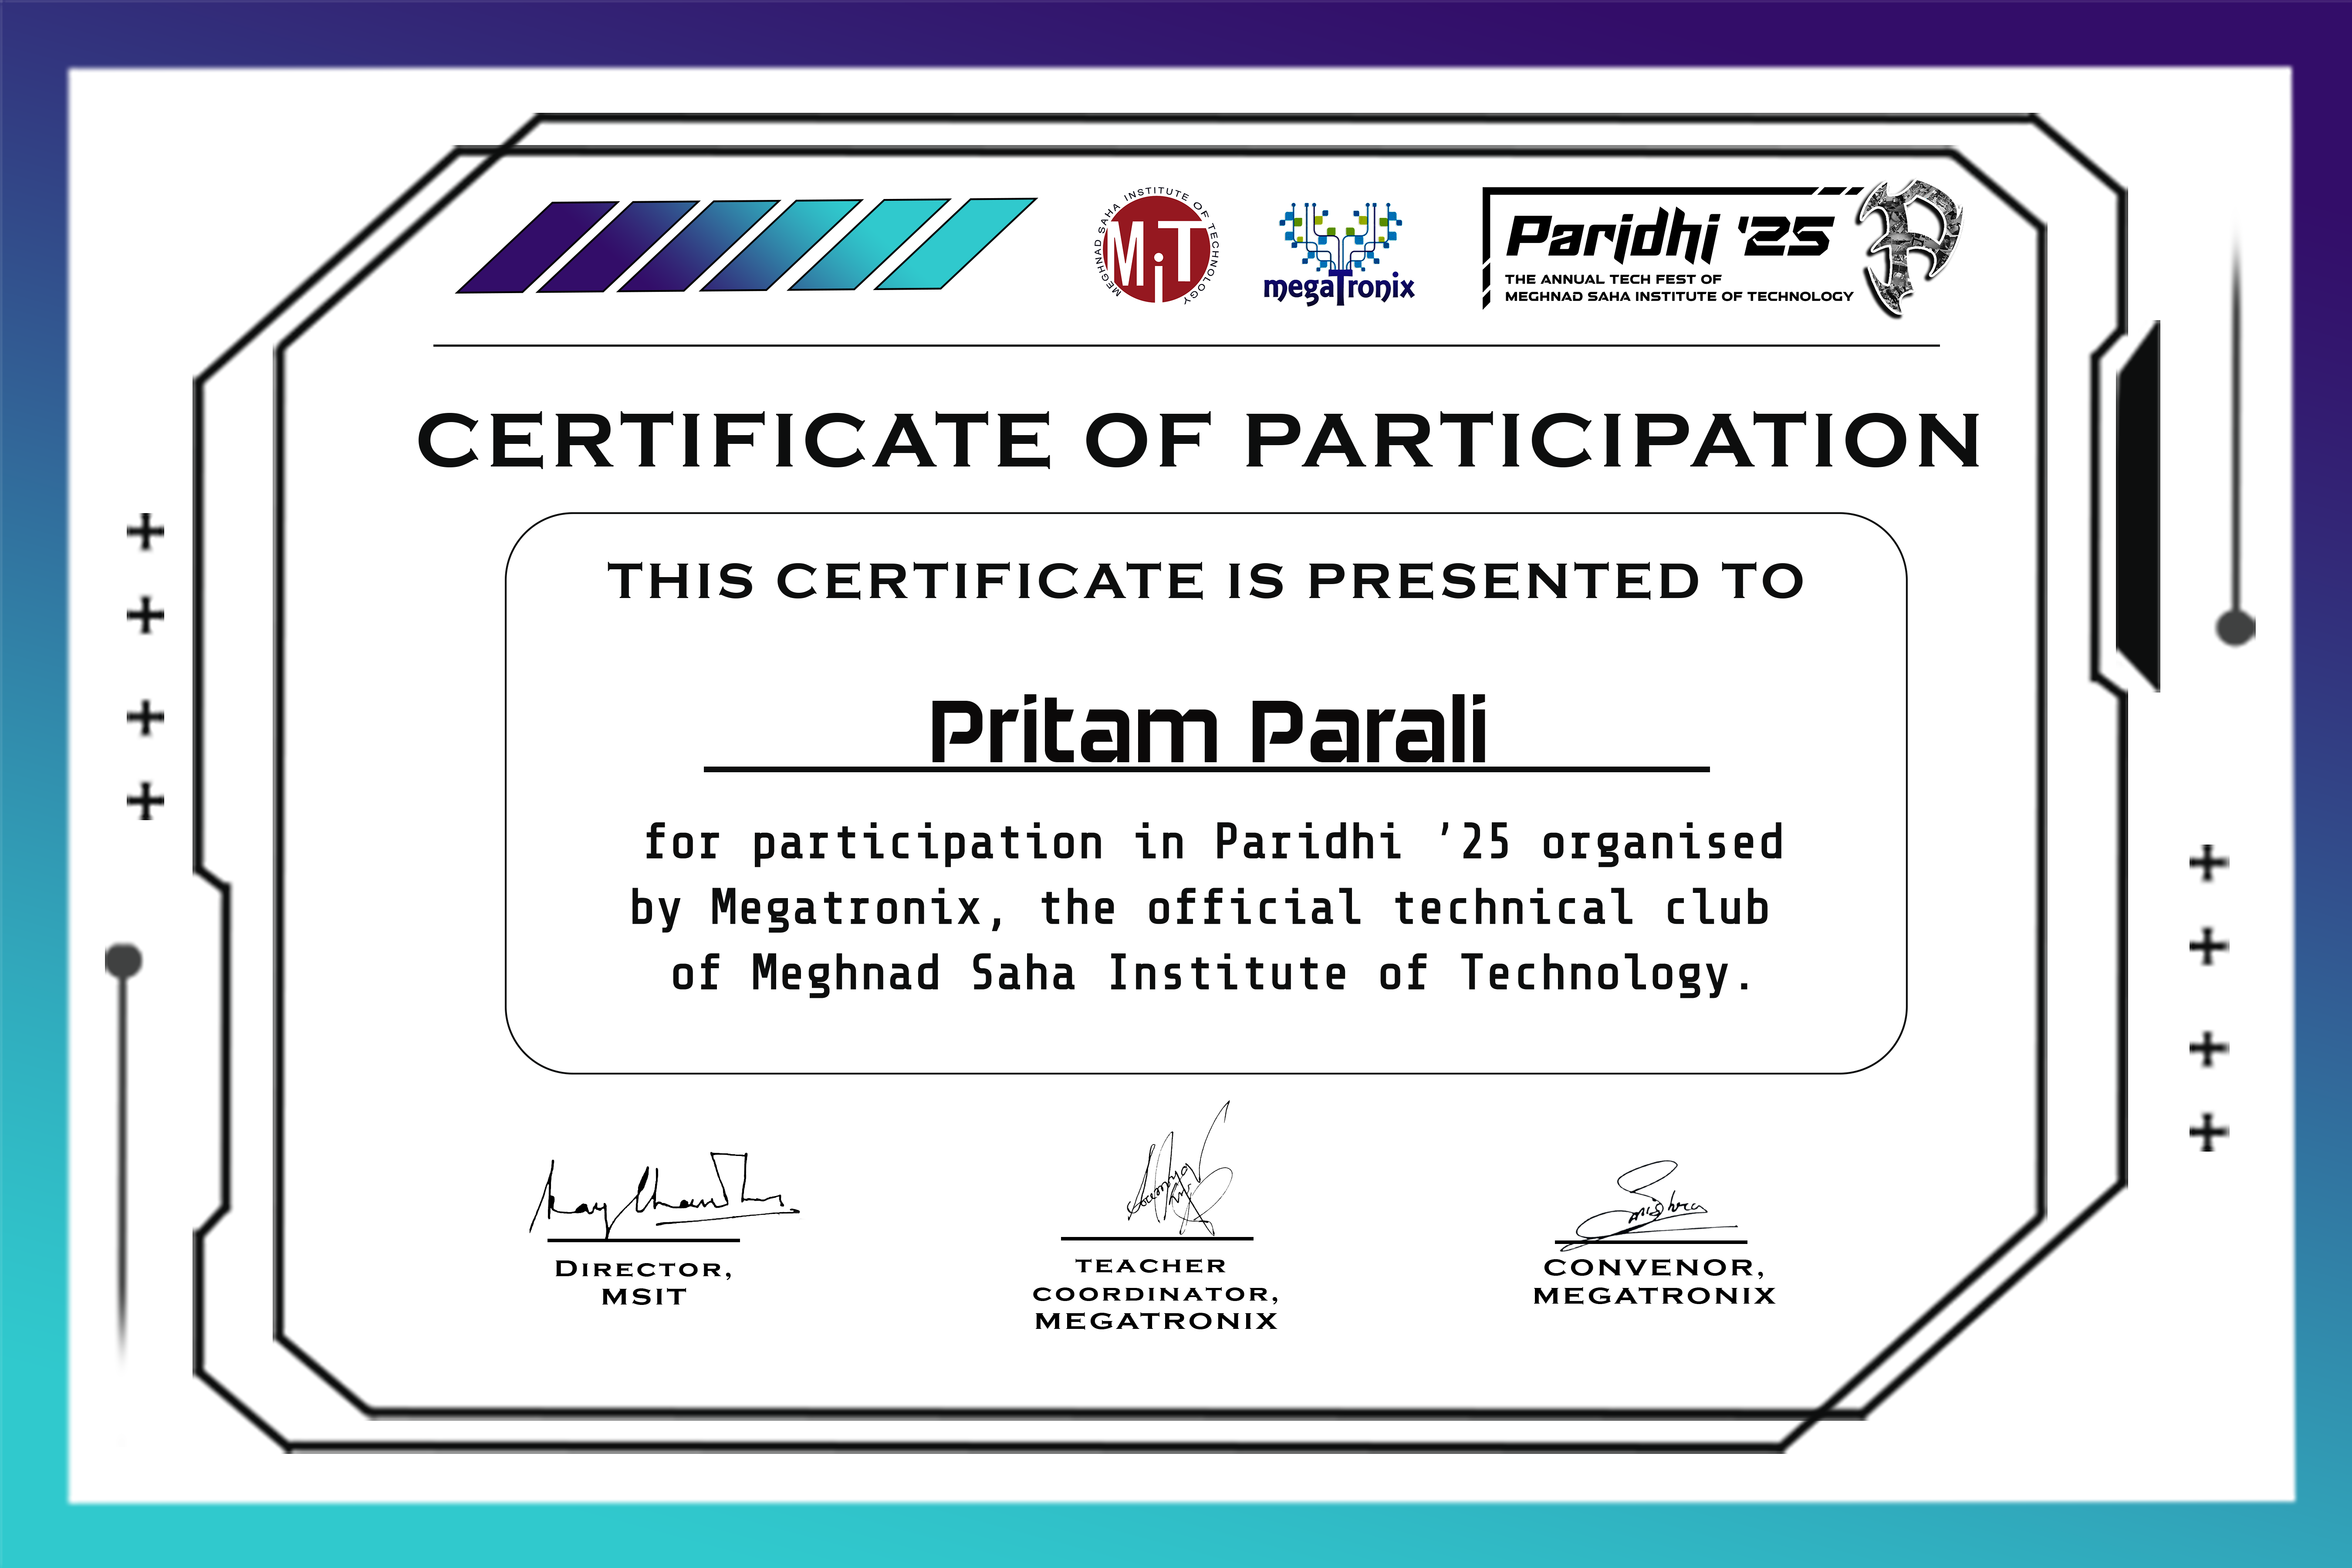 MEGHNAD SAHA INSTITUTE OF TECHNOLOGY
MiT
megaTronix
Paridhi '25
THE ANNUAL TECH FEST OF
MEGHNAD SAHA INSTITUTE OF TECHNOLOGY
CERTIFICATE OF PARTICIPATION
THIS CERTIFICATE IS PRESENTED TO
Pritam Parali
for participation in Paridhi '25 organised
by Megatronix, the official technical club
of Meghnad Saha Institute of Technology.
DIRECTOR,
MSIT
TEACHER
COORDINATOR,
MEGATRONIX
CONVENOR,
MEGATRONIX